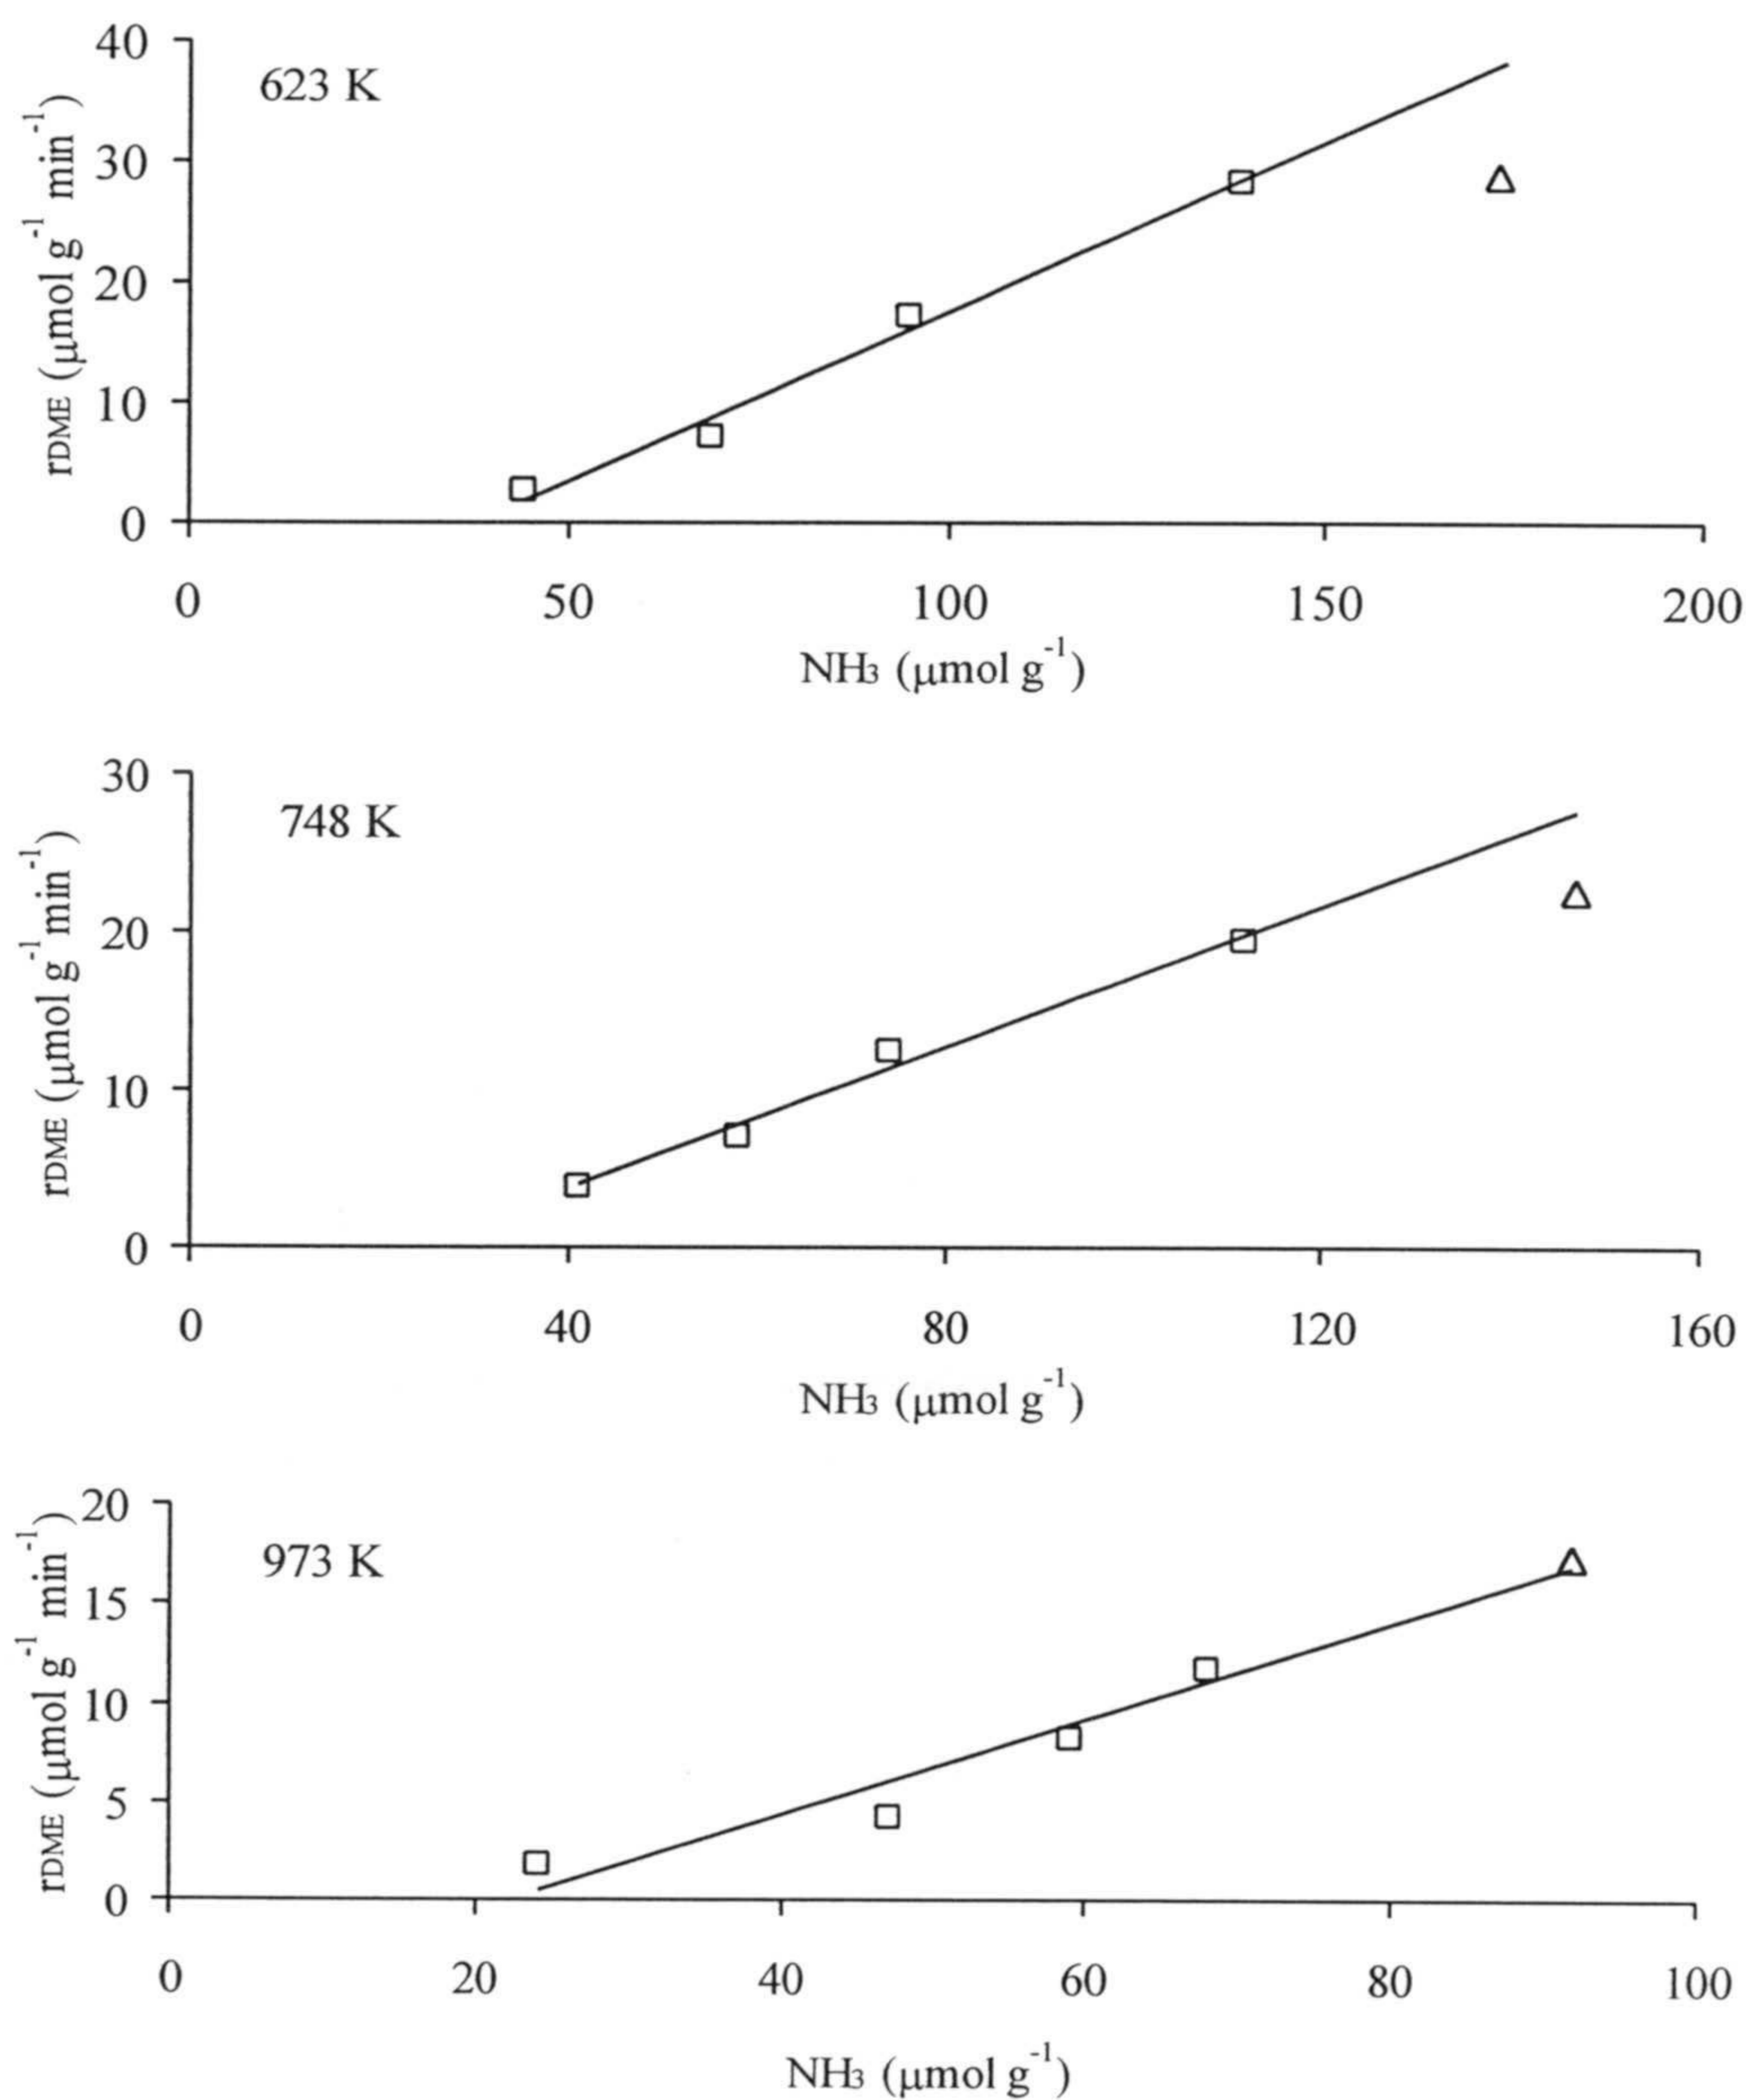 40
623 K
30
20
10
0
rDME (μmol g⁻¹ min⁻¹)
0 50 100 150 200
NH₃ (μmol g⁻¹)
30
748 K
20
10
0
rDME (μmol g⁻¹ min⁻¹)
0 40 80 120 160
NH₃ (μmol g⁻¹)
20
973 K
15
10
5
0
rDME (μmol g⁻¹ min⁻¹)
0 20 40 60 80 100
NH₃ (μmol g⁻¹)